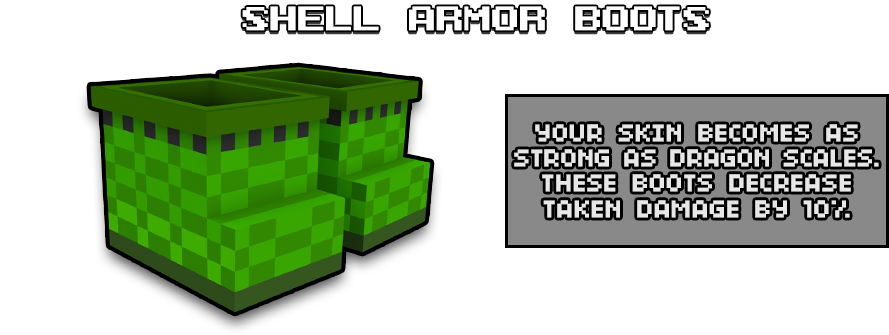 SHELL ARMOR BOOTS
YOUR SKIN BECOMES AS
STRONG AS DRAGON SCALES.
THESE BOOTS DECREASE
TAKEN DAMAGE BY 10%